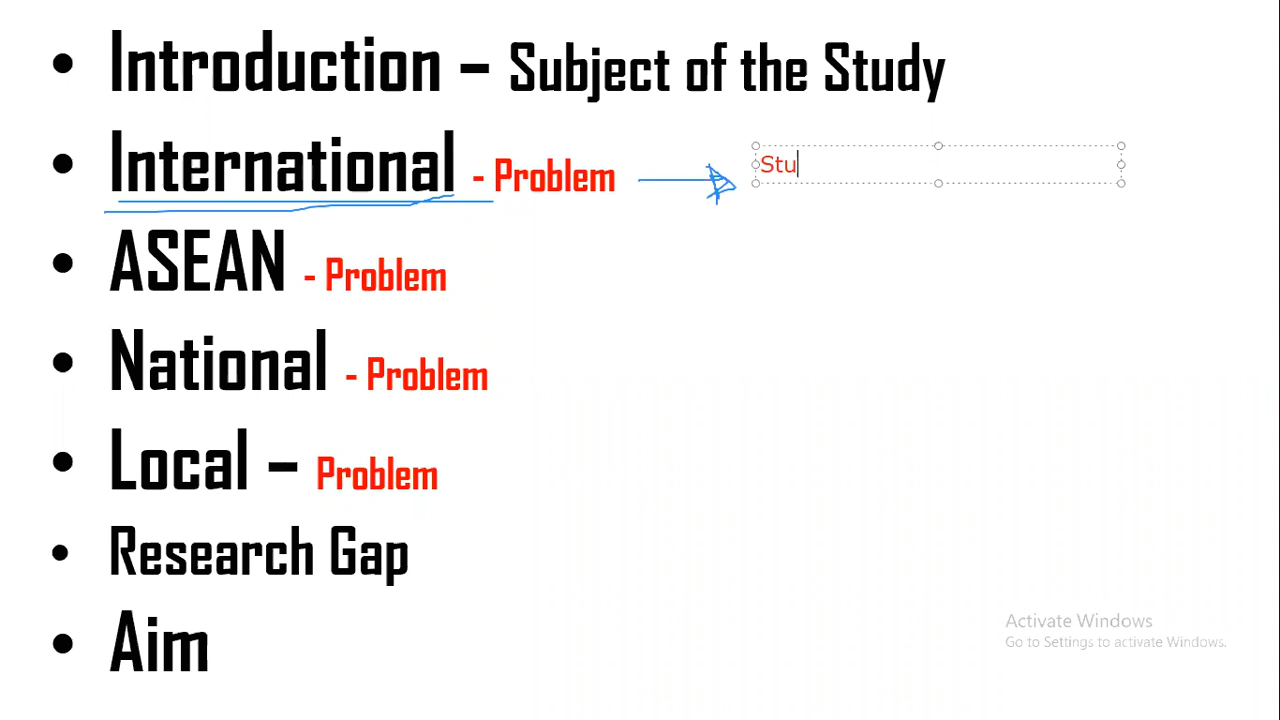 • Introduction – Subject of the Study
• International - Problem
Stu
• ASEAN - Problem
• National - Problem
• Local – Problem
• Research Gap
• Aim
Activate Windows
Go to Settings to activate Windows.